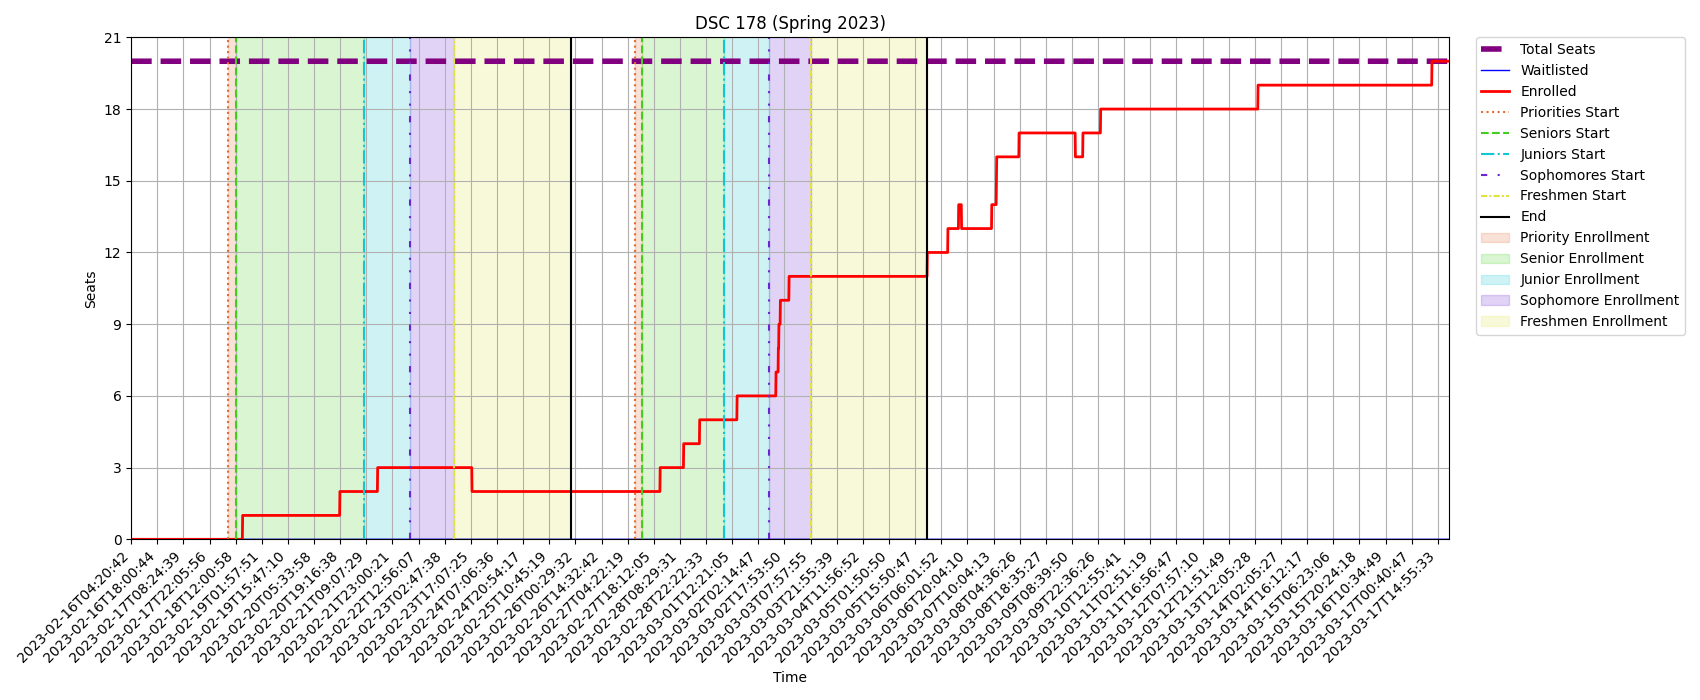 DSC 178 (Spring 2023)
21
18
15
12
9
6
3
0
Seats
2023-02-16T04:20:42
2023-02-16T18:00:44
2023-02-17T08:24:39
2023-02-17T22:05:56
2023-02-18T12:00:58
2023-02-19T01:57:51
2023-02-19T15:47:10
2023-02-20T05:33:58
2023-02-20T19:16:38
2023-02-21T09:07:29
2023-02-21T23:00:21
2023-02-22T12:56:07
2023-02-23T02:47:38
2023-02-23T17:07:25
2023-02-24T07:06:36
2023-02-24T20:54:17
2023-02-25T10:45:19
2023-02-26T00:29:32
2023-02-26T14:32:42
2023-02-27T04:22:19
2023-02-27T18:12:05
2023-02-28T08:29:31
2023-02-28T22:22:33
2023-03-01T12:21:05
2023-03-02T02:14:47
2023-03-02T17:53:50
2023-03-03T07:57:55
2023-03-03T21:55:39
2023-03-04T11:56:52
2023-03-05T01:50:50
2023-03-05T15:50:47
2023-03-06T06:01:52
2023-03-06T20:04:10
2023-03-07T10:04:13
2023-03-08T04:36:26
2023-03-08T18:35:27
2023-03-09T08:39:50
2023-03-09T22:36:26
2023-03-10T12:55:41
2023-03-11T02:51:19
2023-03-11T16:56:47
2023-03-12T07:57:10
2023-03-12T21:51:49
2023-03-13T12:05:28
2023-03-14T02:05:27
2023-03-14T16:12:17
2023-03-15T06:23:06
2023-03-15T20:24:18
2023-03-16T10:34:49
2023-03-17T00:40:47
2023-03-17T14:55:33
Time
Total Seats
Waitlisted
Enrolled
Priorities Start
Seniors Start
Juniors Start
Sophomores Start
Freshmen Start
End
Priority Enrollment
Senior Enrollment
Junior Enrollment
Sophomore Enrollment
Freshmen Enrollment